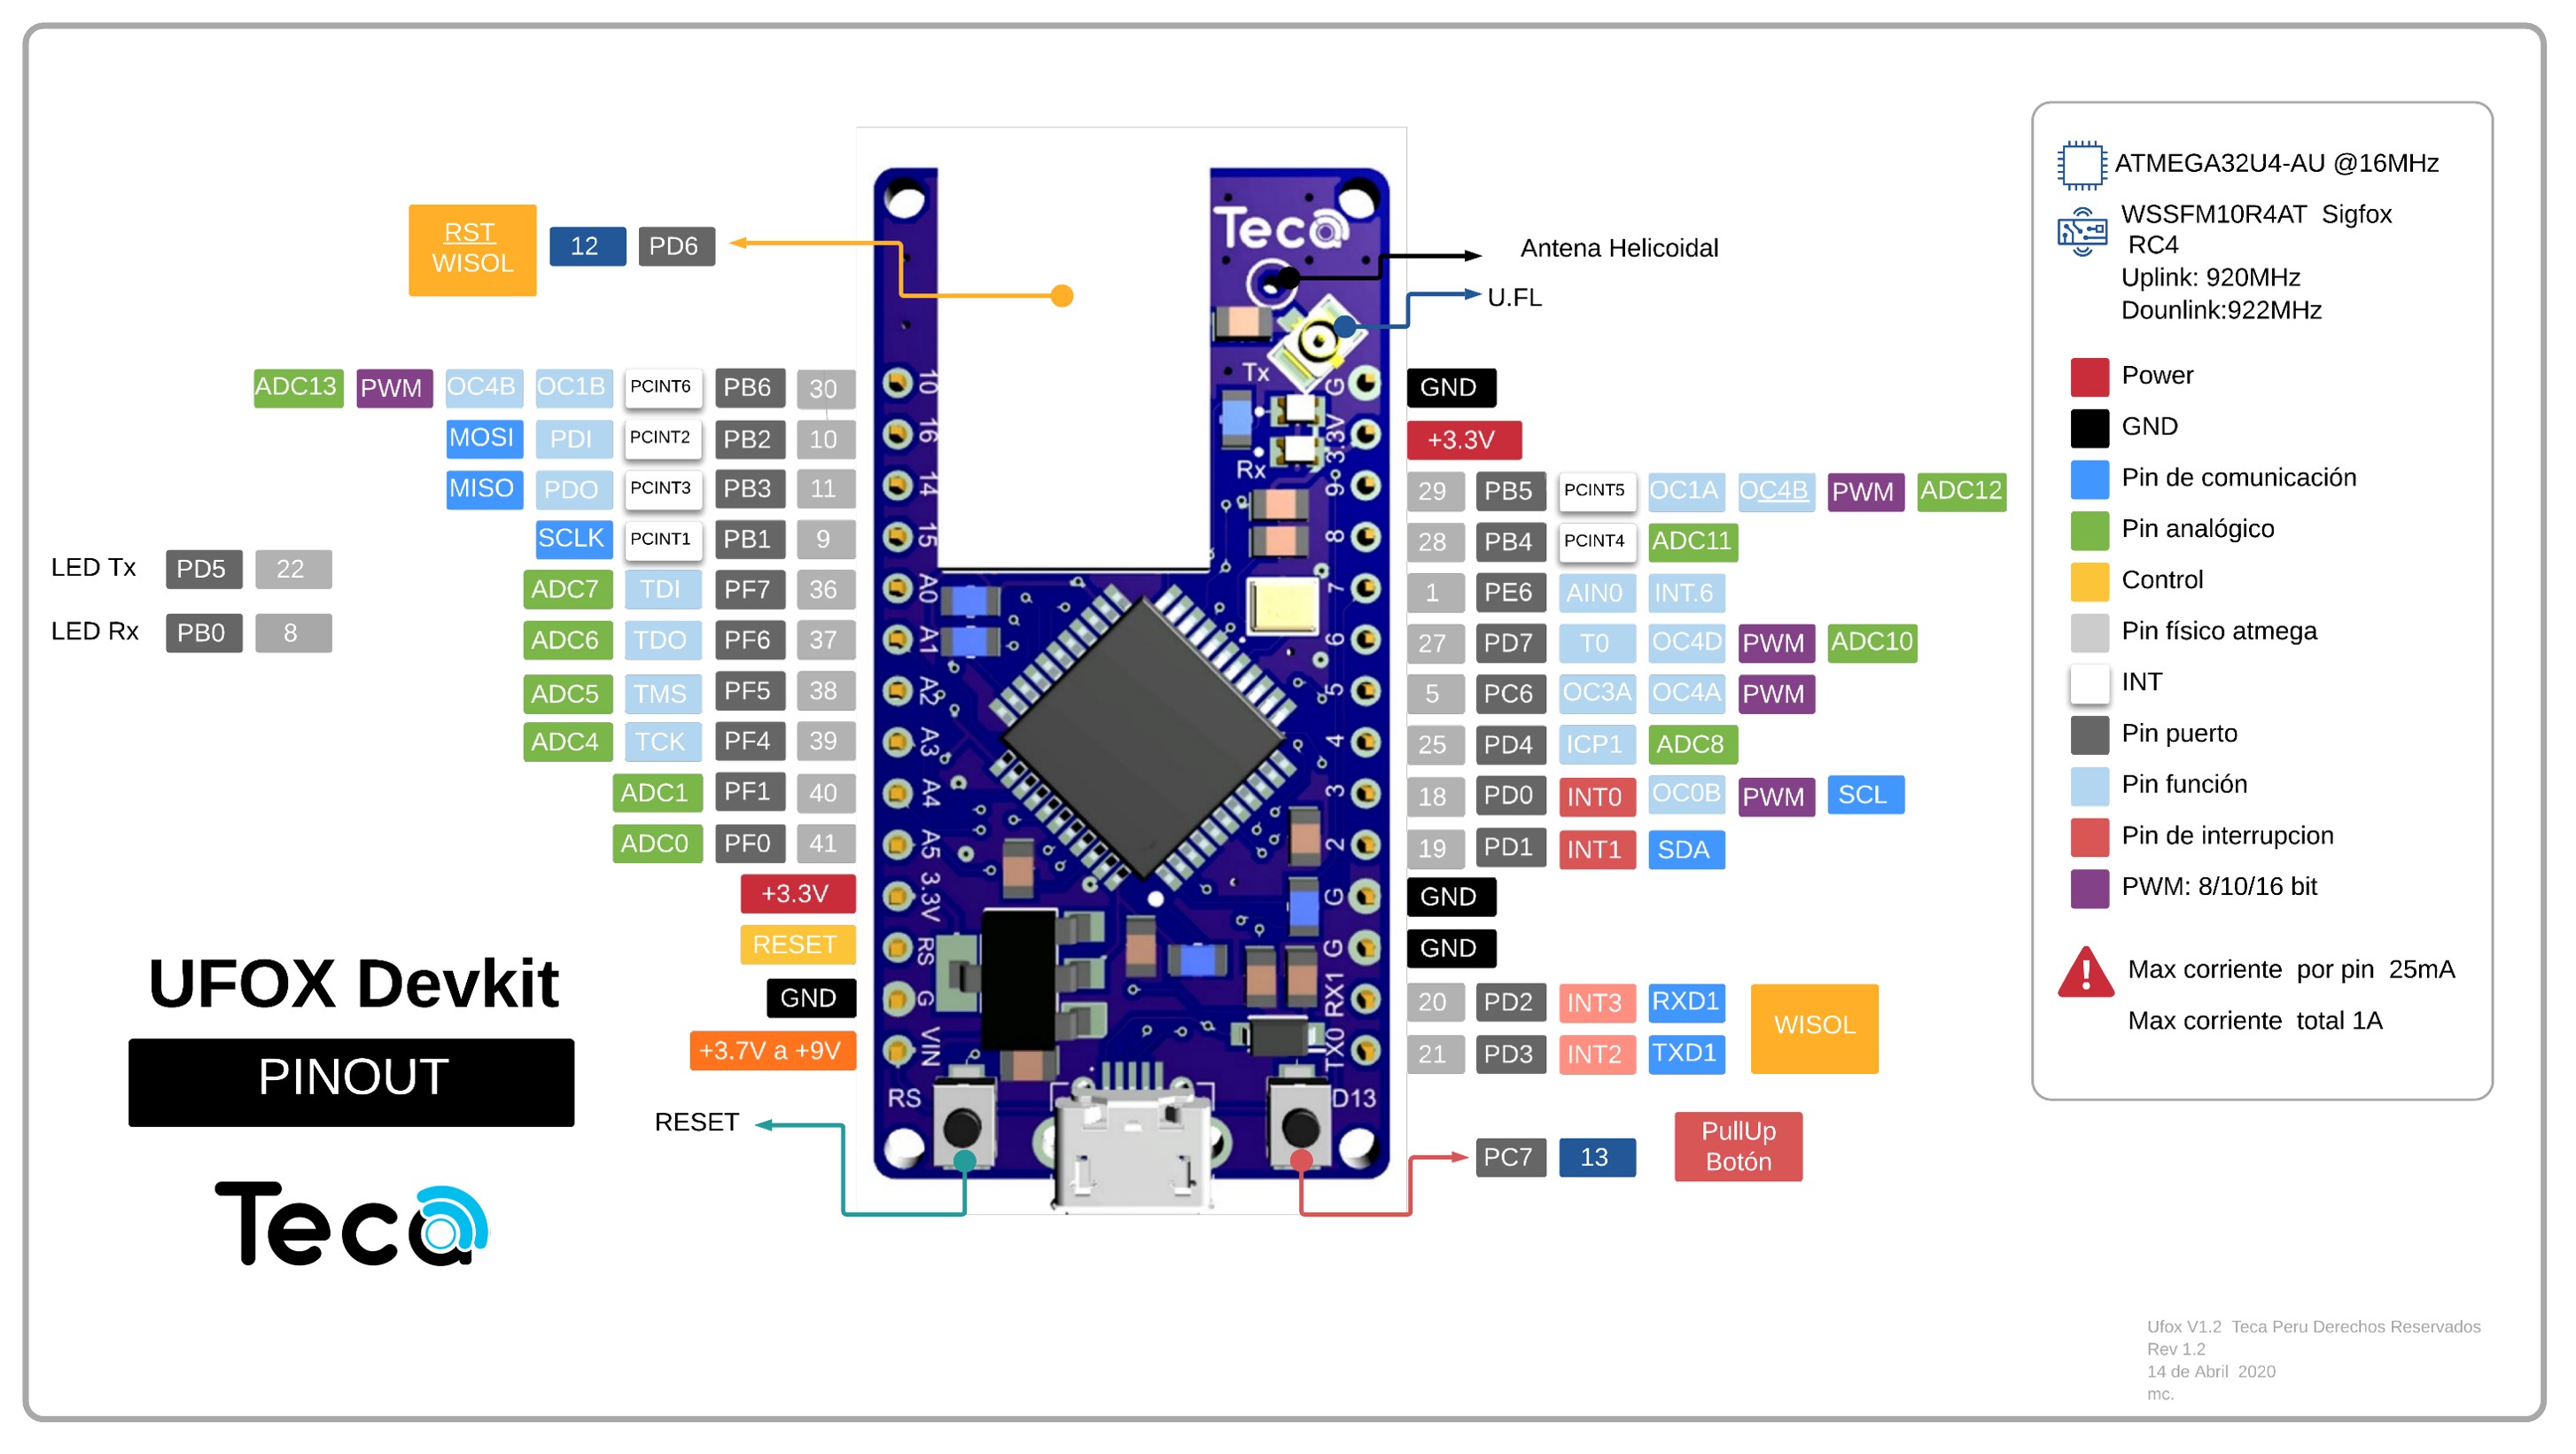 RST
WISOL
12
PD6
Antena Helicoidal
U.FL
ADC13 PWM OC4B OC1B PCINT6 PB6 30
MOSI PDI PCINT2 PB2 10
MISO PDO PCINT3 PB3 11
SCLK PCINT1 PB1 9
ADC7 TDI PF7 36
ADC6 TDO PF6 37
ADC5 TMS PF5 38
ADC4 TCK PF4 39
ADC1 PF1 40
ADC0 PF0 41
+3.3V
RESET
GND
+3.7V a +9V
RESET
LED Tx PD5 22
LED Rx PB0 8
UFOX Devkit
PINOUT
Teca
Teca
Tx
Rx
10
16
14
15
A0
A1
A2
A3
A4
A5
3.3V
RS
G
VIN
RS
G
3.3V
9
8
7
6
5
4
3
2
G
G
RX1
TX0
D13
GND
+3.3V
29 PB5 PCINT5 OC1A OC4B PWM ADC12
28 PB4 PCINT4 ADC11
1 PE6 AIN0 INT.6
27 PD7 T0 OC4D PWM ADC10
5 PC6 OC3A OC4A PWM
25 PD4 ICP1 ADC8
18 PD0 INT0 OC0B PWM SCL
19 PD1 INT1 SDA
GND
GND
20 PD2 INT3 RXD1
21 PD3 INT2 TXD1
WISOL
PC7 13
PullUp
Botón
ATMEGA32U4-AU @16MHz
WSSFM10R4AT Sigfox
RC4
Uplink: 920MHz
Dounlink:922MHz
Power
GND
Pin de comunicación
Pin analógico
Control
Pin físico atmega
INT
Pin puerto
Pin función
Pin de interrupcion
PWM: 8/10/16 bit
Max corriente por pin 25mA
Max corriente total 1A
Ufox V1.2 Teca Peru Derechos Reservados
Rev 1.2
14 de Abril 2020
mc.